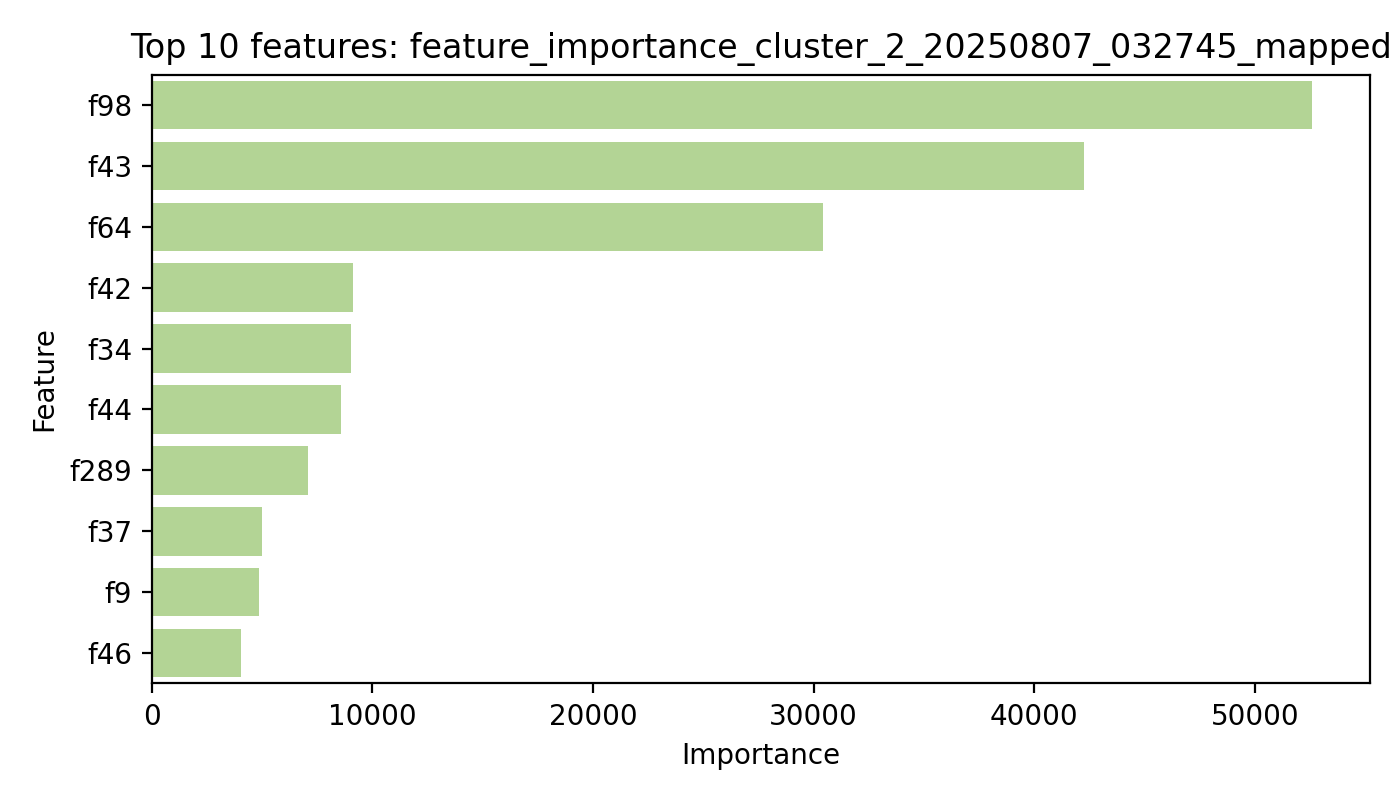 Top 10 features: feature_importance_cluster_2_20250807_032745_mapped
f98
f43
f64
f42
f34
f44
f289
f37
f9
f46
Feature
0 10000 20000 30000 40000 50000
Importance